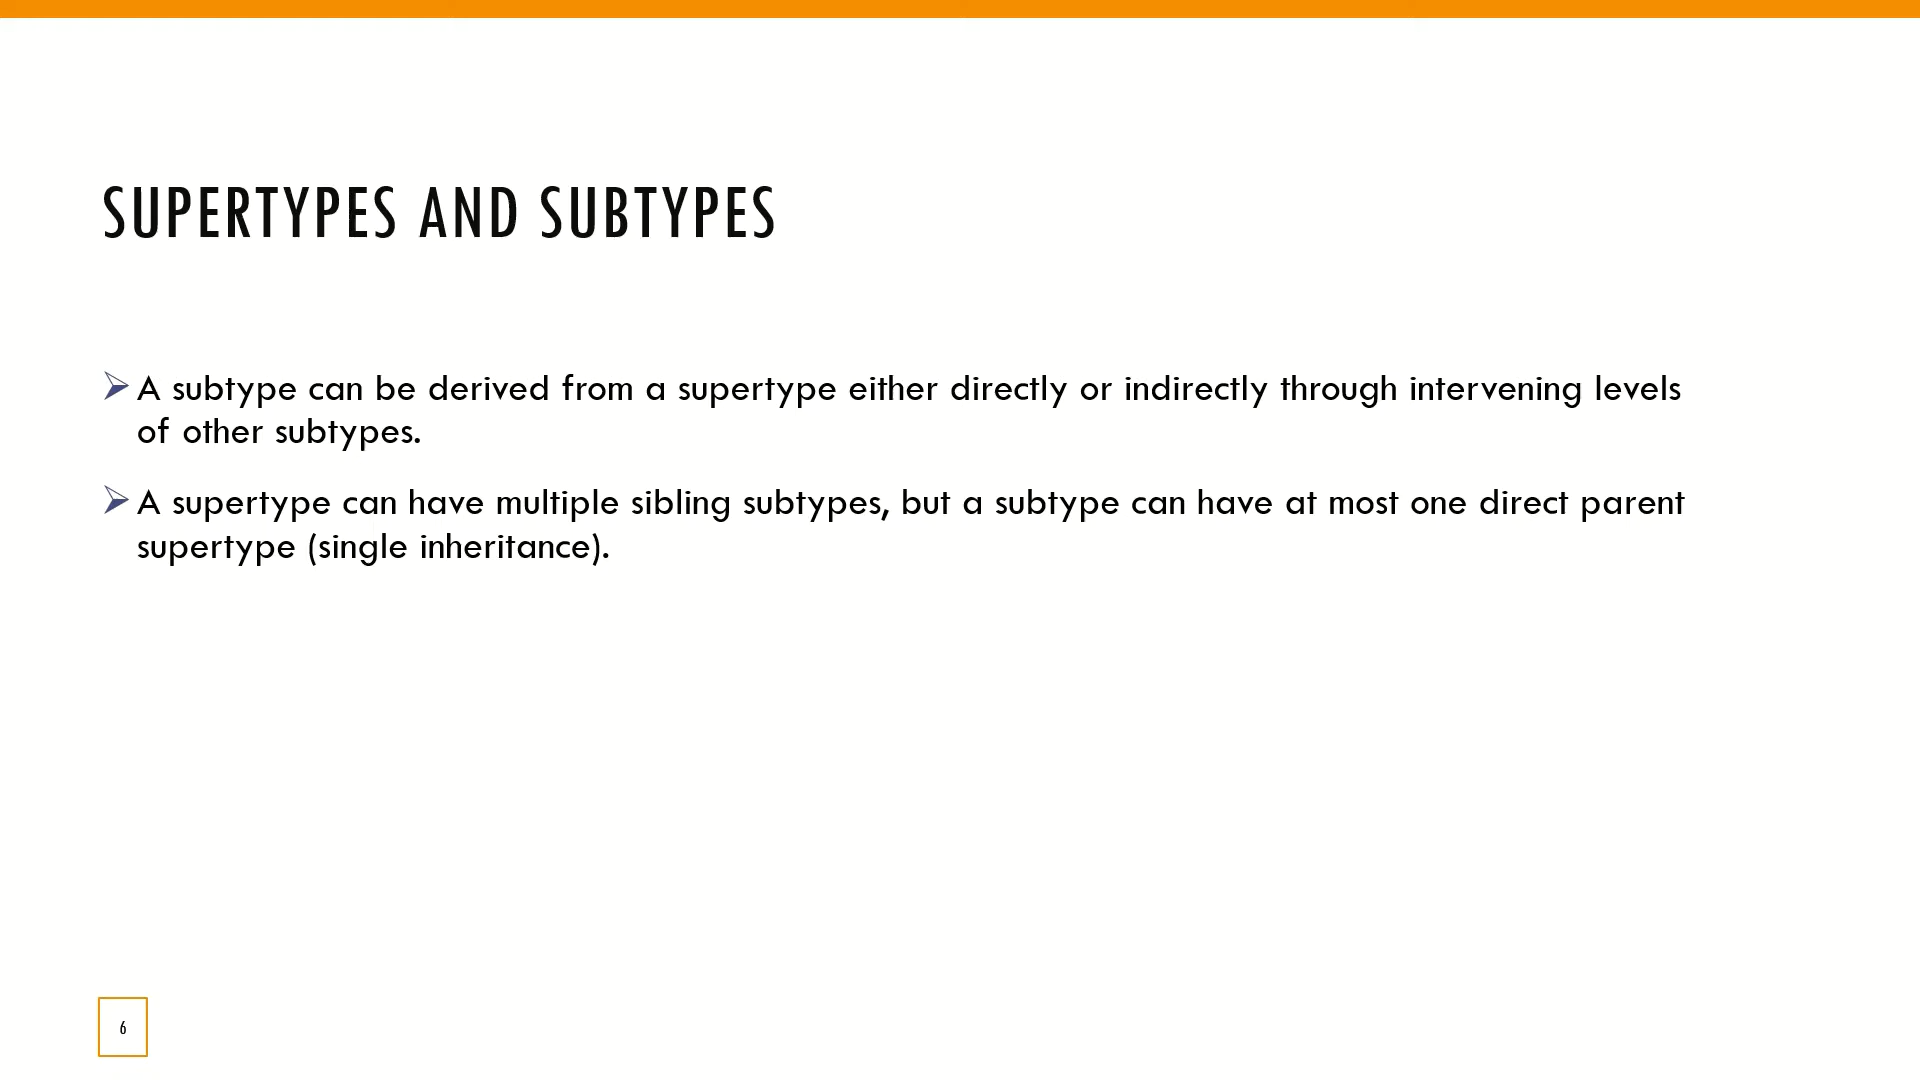 SUPERTYPES AND SUBTYPES
➢A subtype can be derived from a supertype either directly or indirectly through intervening levels
of other subtypes.
➢A supertype can have multiple sibling subtypes, but a subtype can have at most one direct parent
supertype (single inheritance).
6